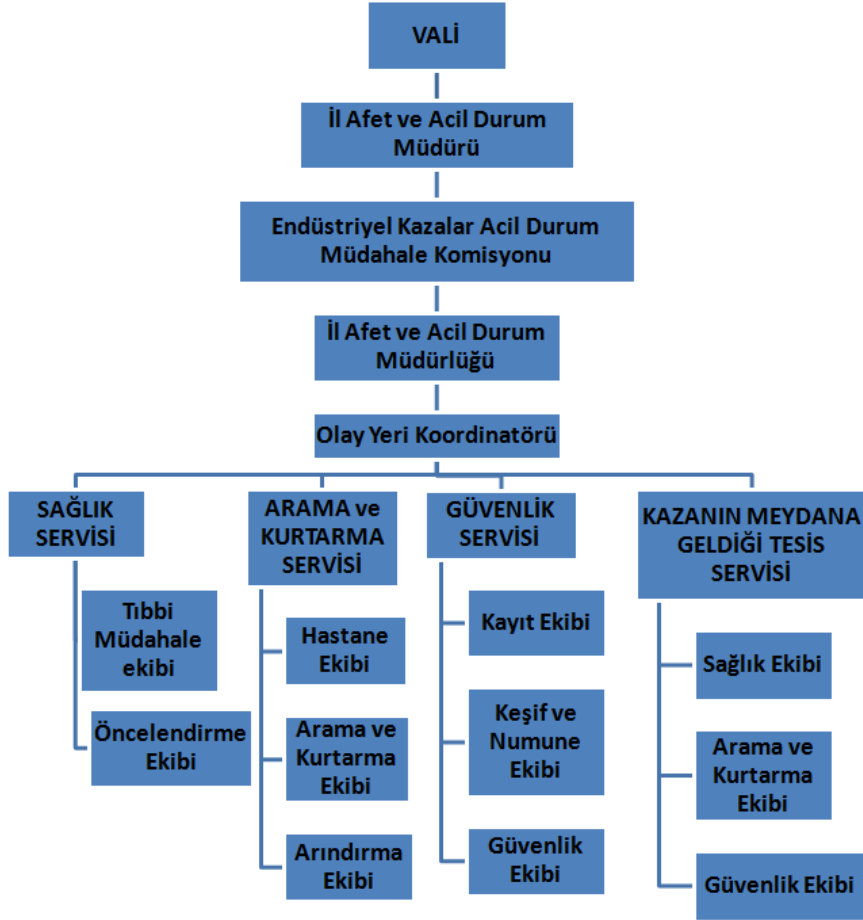 VALİ
İl Afet ve Acil Durum
Müdürü
Endüstriyel Kazalar Acil Durum
Müdahale Komisyonu
İl Afet ve Acil Durum
Müdürlüğü
Olay Yeri Koordinatörü
SAĞLIK
SERVİSİ
Tıbbi
Müdahale
ekibi
Öncelendirme
Ekibi
ARAMA ve
KURTARMA
SERVİSİ
Hastane
Ekibi
Arama ve
Kurtarma
Ekibi
Arındırma
Ekibi
GÜVENLİK
SERVİSİ
Kayıt Ekibi
Keşif ve
Numune
Ekibi
Güvenlik
Ekibi
KAZANIN MEYDANA
GELDİĞİ TESİS
SERVİSİ
Sağlık Ekibi
Arama ve
Kurtarma
Ekibi
Güvenlik Ekibi